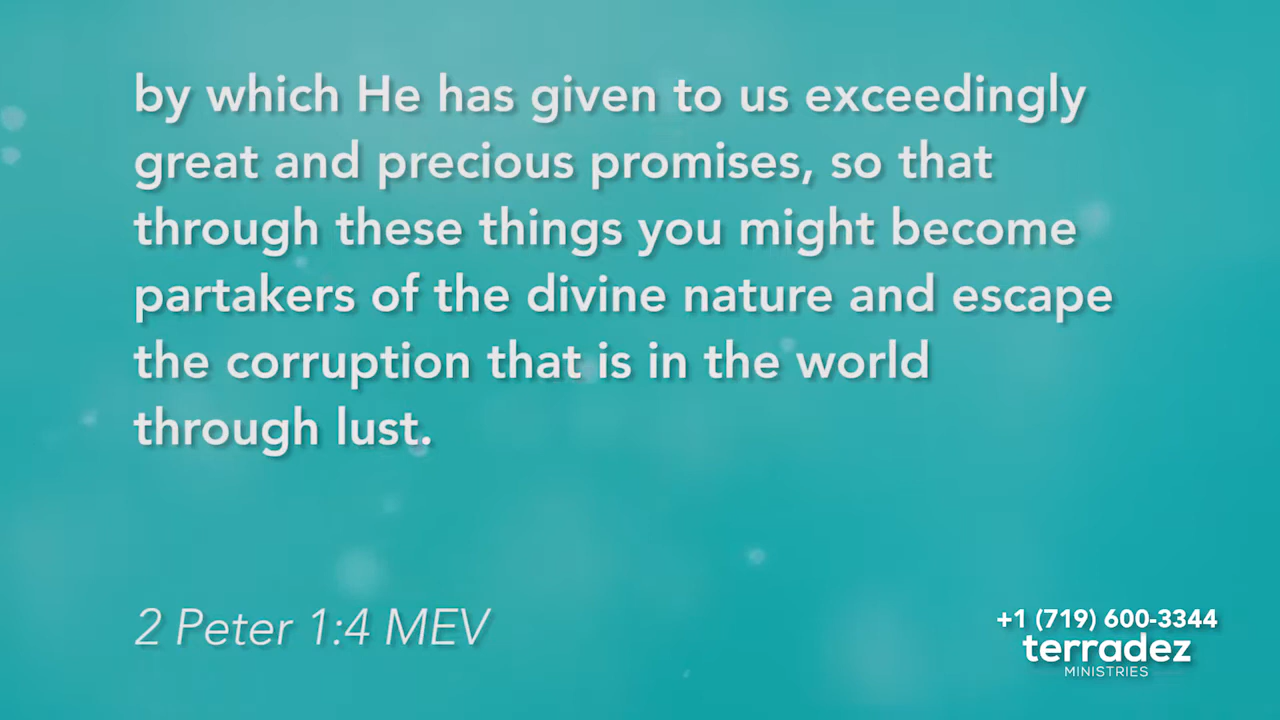 by which He has given to us exceedingly
great and precious promises, so that
through these things you might become
partakers of the divine nature and escape
the corruption that is in the world
through lust.
2 Peter 1:4 MEV
+1 (719) 600-3344
terradez
MINISTRIES